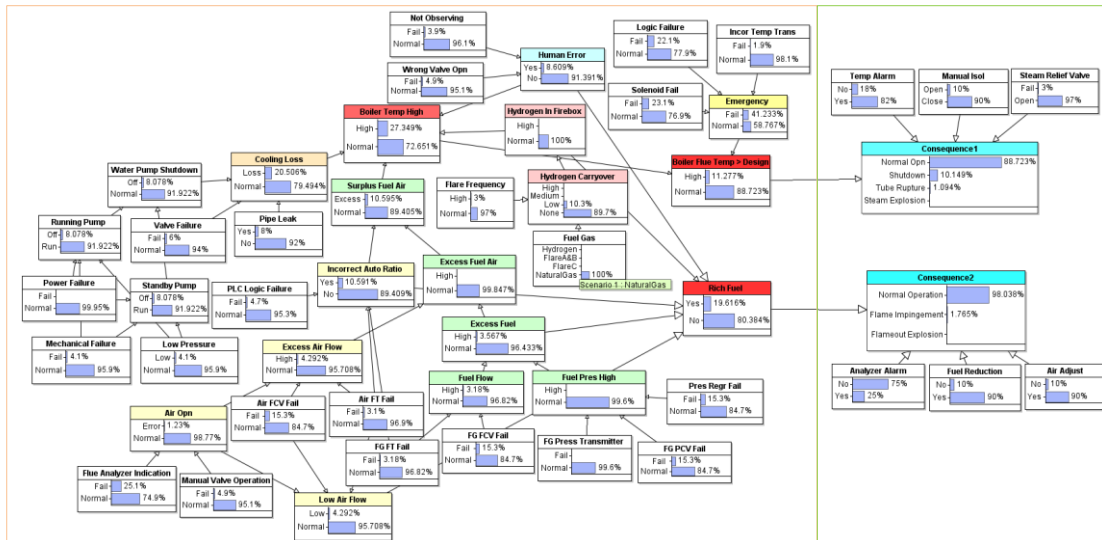 Not Observing
Fail 3.9%
Normal 96.1%
Wrong Valve Opn
Fail 4.9%
Normal 95.1%
Human Error
Yes 8.609%
No 91.391%
Logic Failure
Fail 22.1%
Normal 77.9%
Incor Temp Trans
Fail 1.9%
Normal 98.1%
Solenoid Fail
Fail 23.1%
Normal 76.9%
Emergency
Fail 41.233%
Normal 58.767%
Temp Alarm
No 18%
Yes 82%
Manual Isol
Open 10%
Close 90%
Steam Relief Valve
Fail 3%
Open 97%
Boiler Temp High
High 27.349%
Normal 72.651%
Hydrogen In Firebox
High
Normal 100%
Boiler Flue Temp > Design
High 11.277%
Normal 88.723%
Consequence1
Normal Opn 88.723%
Shutdown 10.149%
Tube Rupture 1.094%
Steam Explosion
Water Pump Shutdown
Off 8.078%
Normal 91.922%
Cooling Loss
Loss 20.506%
Normal 79.494%
Surplus Fuel Air
Excess 10.595%
Normal 89.405%
Flare Frequency
High 3%
Normal 97%
Hydrogen Carryover
High
Medium
Low 10.3%
None 89.7%
Running Pump
Off 8.078%
Run 91.922%
Valve Failure
Fail 6%
Normal 94%
Pipe Leak
Yes 8%
No 92%
Fuel Gas
Hydrogen
FlareA&B
FlareC
NaturalGas 100%
Scenario 1 : NaturalGas
Power Failure
Fail
Normal 99.95%
Standby Pump
Off 8.078%
Run 91.922%
PLC Logic Failure
Fail 4.7%
Normal 95.3%
Incorrect Auto Ratio
Yes 10.591%
No 89.409%
Excess Fuel Air
High
Normal 99.847%
Rich Fuel
Yes 19.616%
No 80.384%
Consequence2
Normal Operation 98.038%
Flame Impingement 1.765%
Flameout Explosion
Mechanical Failure
Fail 4.1%
Normal 95.9%
Low Pressure
Low 4.1%
Normal 95.9%
Excess Air Flow
High 4.292%
Normal 95.708%
Excess Fuel
High 3.567%
Normal 96.433%
Fuel Flow
High 3.18%
Normal 96.82%
Fuel Pres High
High
Normal 99.6%
Pres Regr Fail
Fail 15.3%
Normal 84.7%
Analyzer Alarm
No 75%
Yes 25%
Fuel Reduction
No 10%
Yes 90%
Air Adjust
No 10%
Yes 90%
Air Opn
Error 1.23%
Normal 98.77%
Air FCV Fail
Fail 15.3%
Normal 84.7%
Air FT Fail
Fail 3.1%
Normal 96.9%
FG FT Fail
Fail 3.18%
Normal 96.82%
FG FCV Fail
Fail 15.3%
Normal 84.7%
FG Press Transmitter
Fail
Normal 99.6%
FG PCV Fail
Fail 15.3%
Normal 84.7%
Flue Analyzer Indication
Fail 25.1%
Normal 74.9%
Manual Valve Operation
Fail 4.9%
Normal 95.1%
Low Air Flow
Low 4.292%
Normal 95.708%